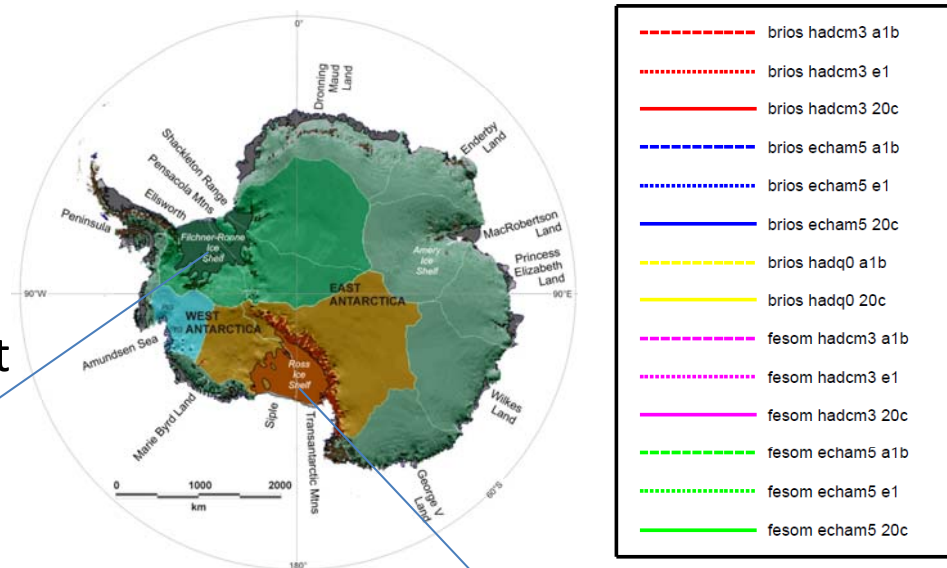 0°
Dronning
Maud
Land
Enderby
Land
Shackleton Range
Pensacola Mtns
Ellsworth
Peninsula
Filchner-Ronne
Ice
Shelf
MacRobertson
Land
Amery
Ice
Shelf
Princess
Elizabeth
Land
90°W
90°E
EAST
ANTARCTICA
WEST
ANTARCTICA
t
Amundsen Sea
Ross
Ice
Shelf
Marie Byrd Land
Siple
Transantarctic Mtns
Wilkes
Land
George V
Land
60°S
0 1000 2000
km
180°
brios hadcm3 a1b
brios hadcm3 e1
brios hadcm3 20c
brios echam5 a1b
brios echam5 e1
brios echam5 20c
brios hadq0 a1b
brios hadq0 20c
fesom hadcm3 a1b
fesom hadcm3 e1
fesom hadcm3 20c
fesom echam5 a1b
fesom echam5 e1
fesom echam5 20c